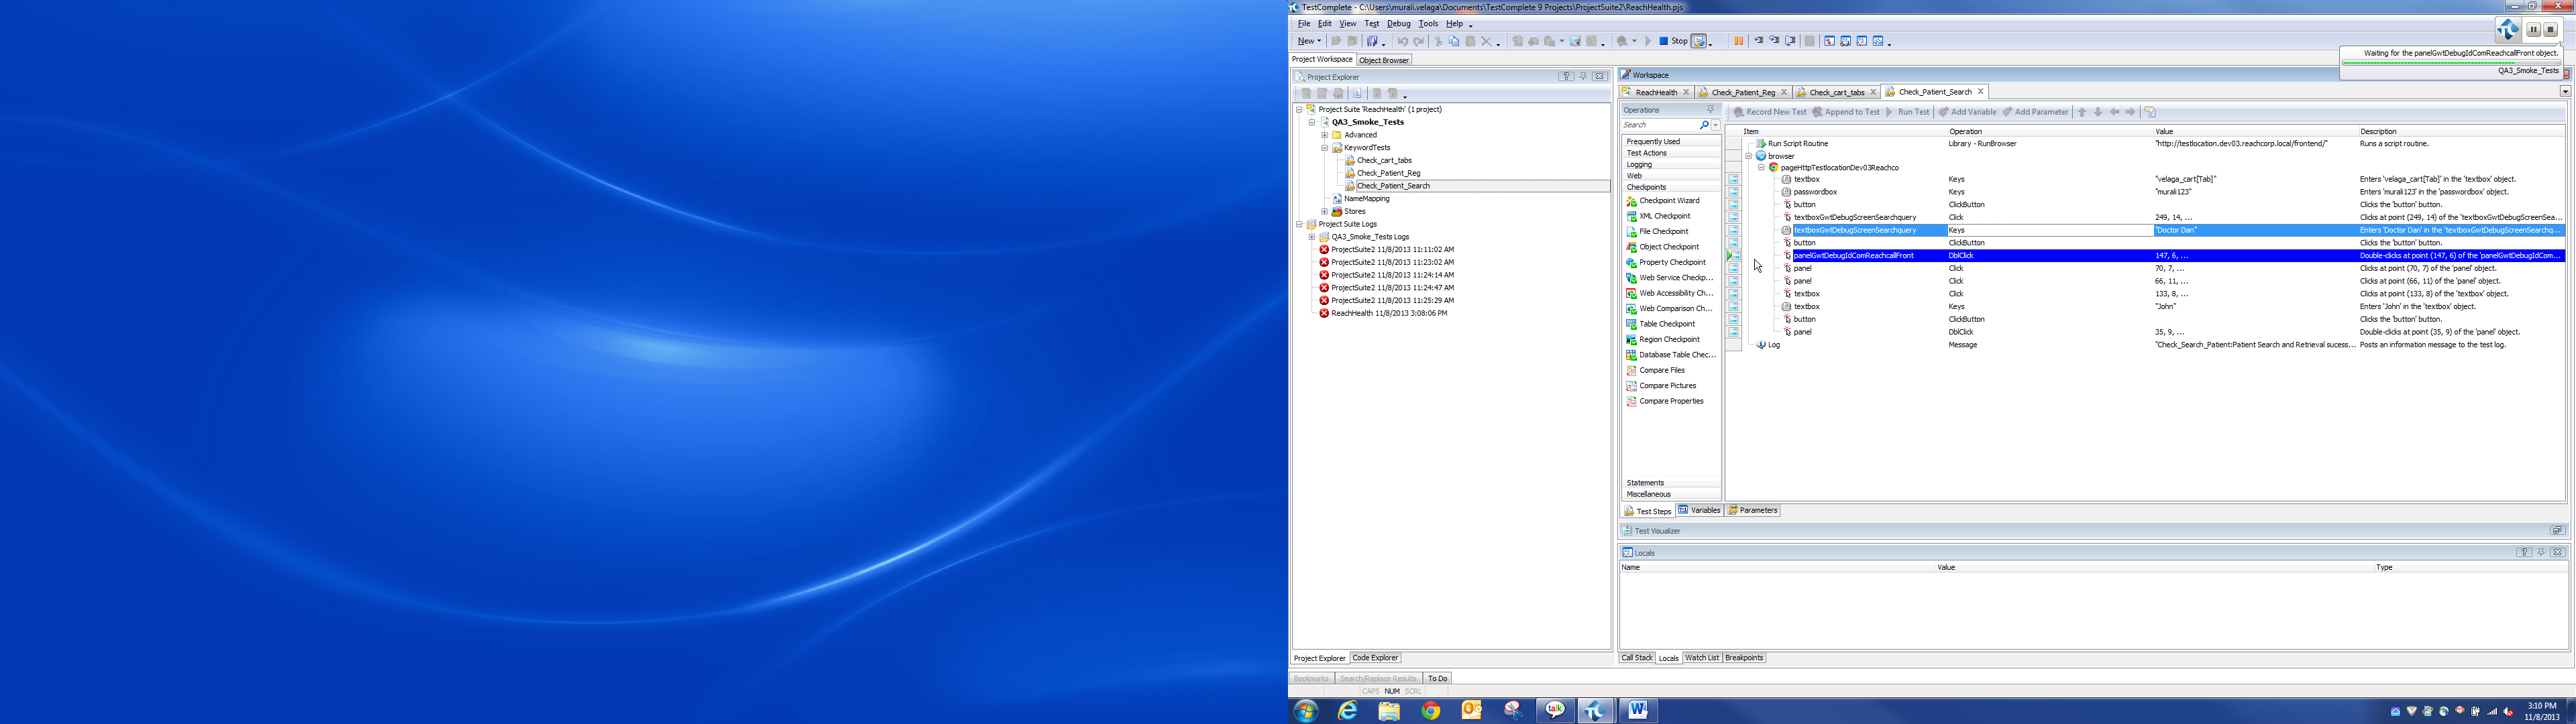 TestComplete - C:\Users\murali.velaga\Documents\TestComplete 9 Projects\ProjectSuite2\ReachHealth.pjs
File Edit View Test Debug Tools Help
New
Stop
Waiting for the panelGwtDebugIdComReachcallFront object.
QA3_Smoke_Tests
Project Workspace Object Browser
Project Explorer
Project Suite 'ReachHealth' (1 project)
QA3_Smoke_Tests
Advanced
KeywordTests
Check_cart_tabs
Check_Patient_Reg
Check_Patient_Search
NameMapping
Stores
Project Suite Logs
QA3_Smoke_Tests Logs
ProjectSuite2 11/8/2013 11:11:02 AM
ProjectSuite2 11/8/2013 11:23:02 AM
ProjectSuite2 11/8/2013 11:24:14 AM
ProjectSuite2 11/8/2013 11:24:47 AM
ProjectSuite2 11/8/2013 11:25:29 AM
ReachHealth 11/8/2013 3:08:06 PM
Project Explorer Code Explorer
Workspace
ReachHealth Check_Patient_Reg Check_cart_tabs Check_Patient_Search
Operations
Search
Frequently Used
Test Actions
Logging
Web
Checkpoints
Checkpoint Wizard
XML Checkpoint
File Checkpoint
Object Checkpoint
Property Checkpoint
Web Service Checkp...
Web Accessibility Ch...
Web Comparison Ch...
Table Checkpoint
Region Checkpoint
Database Table Chec...
Compare Files
Compare Pictures
Compare Properties
Statements
Miscellaneous
Record New Test Append to Test Run Test Add Variable Add Parameter
Item Operation Value Description
Run Script Routine Library - RunBrowser "http://testlocation.dev03.reachcorp.local/frontend/" Runs a script routine.
browser
pageHttpTestlocationDev03Reachco
textbox Keys "velaga_cart[Tab]" Enters 'velaga_cart[Tab]' in the 'textbox' object.
passwordbox Keys "murali123" Enters 'murali123' in the 'passwordbox' object.
button ClickButton Clicks the 'button' button.
textboxGwtDebugScreenSearchquery Click 249, 14, ... Clicks at point (249, 14) of the 'textboxGwtDebugScreenSea...
textboxGwtDebugScreenSearchquery Keys "Doctor Dan" Enters 'Doctor Dan' in the 'textboxGwtDebugScreenSearchq...
button ClickButton Clicks the 'button' button.
panelGwtDebugIdComReachcallFront DblClick 147, 6, ... Double-clicks at point (147, 6) of the 'panelGwtDebugIdCom...
panel Click 70, 7, ... Clicks at point (70, 7) of the 'panel' object.
panel Click 66, 11, ... Clicks at point (66, 11) of the 'panel' object.
textbox Click 133, 8, ... Clicks at point (133, 8) of the 'textbox' object.
textbox Keys "John" Enters 'John' in the 'textbox' object.
button ClickButton Clicks the 'button' button.
panel DblClick 35, 9, ... Double-clicks at point (35, 9) of the 'panel' object.
Log Message "Check_Search_Patient:Patient Search and Retrieval sucess... Posts an information message to the test log.
Test Steps Variables Parameters
Test Visualizer
Locals
Name Value Type
Call Stack Locals Watch List Breakpoints
Bookmarks Search/Replace Results To Do
CAPS NUM SCRL
talk
3:10 PM
11/8/2013